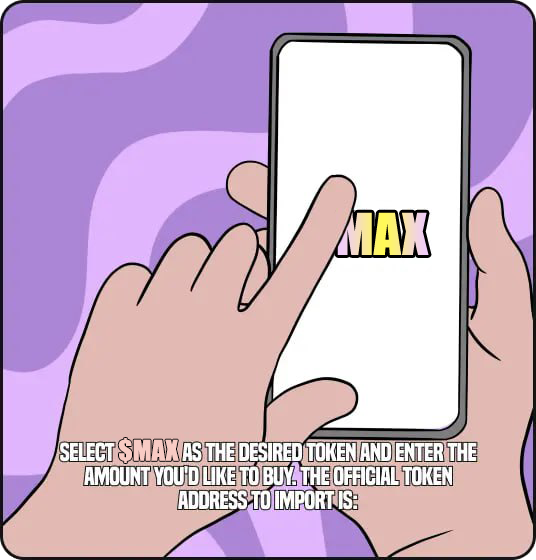 MAX
SELECT $MAX AS THE DESIRED TOKEN AND ENTER THE
AMOUNT YOU'D LIKE TO BUY. THE OFFICIAL TOKEN
ADDRESS TO IMPORT IS: